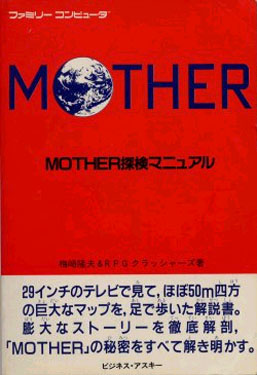 ファミリーコンピュータ
MOTHER
MOTHER探検マニュアル
梅崎隆夫&RPGクラッシャーズ著
29インチのテレビで見て,ほぼ50m四方
の巨大なマップを,足で歩いた解説書。
膨大なストーリーを徹底解剖,
「MOTHER」の秘密をすべて解き明かす。
ビジネス・アスキー